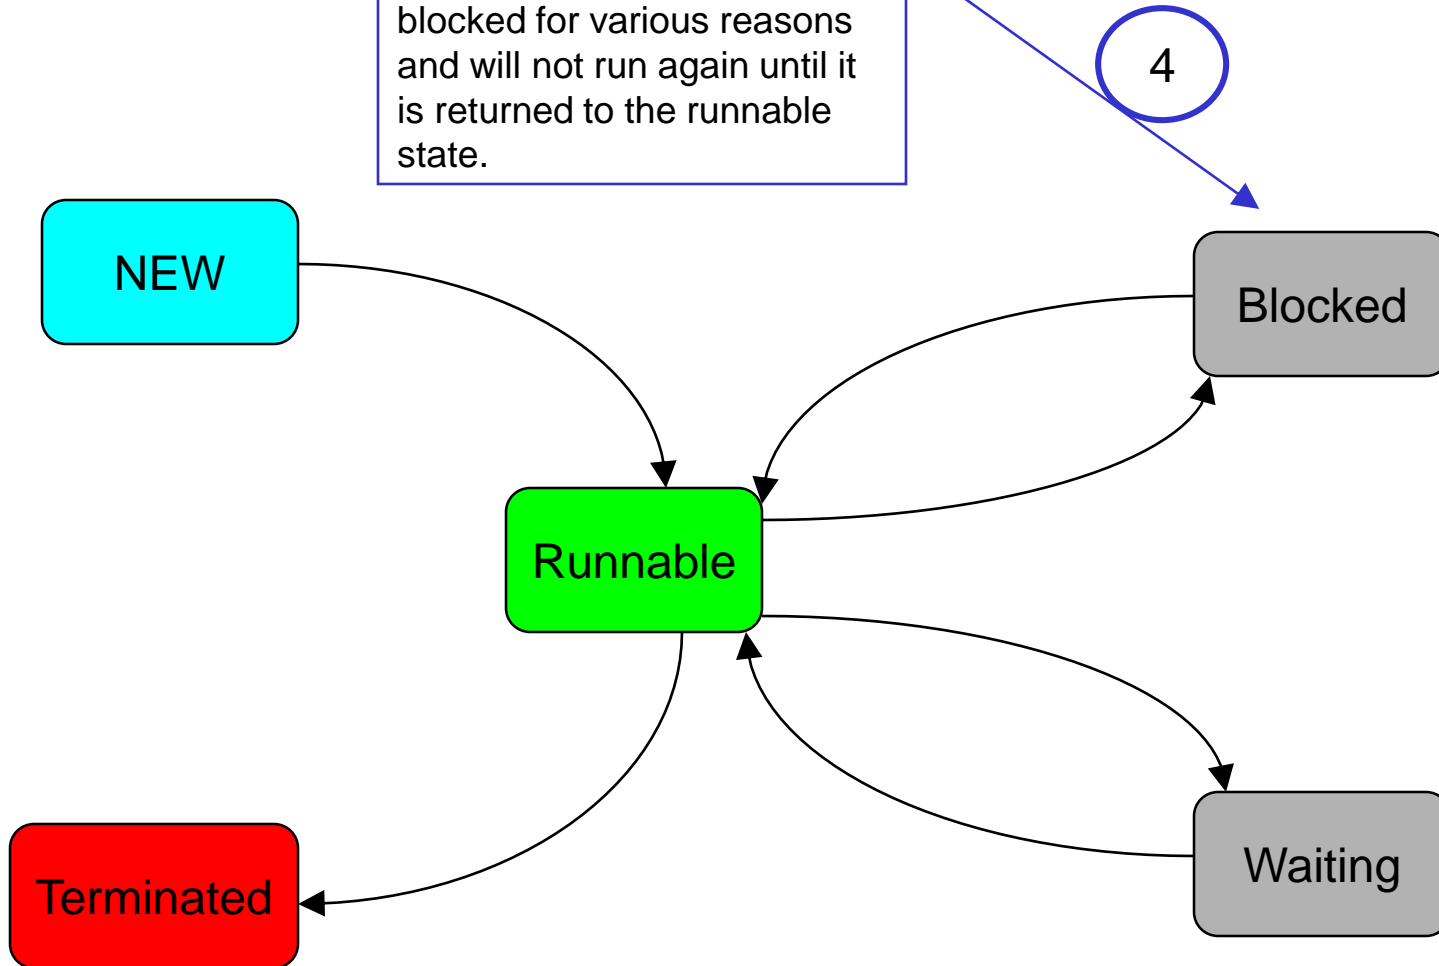 blocked for various reasons
and will not run again until it
is returned to the runnable
state.
4
NEW
Blocked
Runnable
Waiting
Terminated